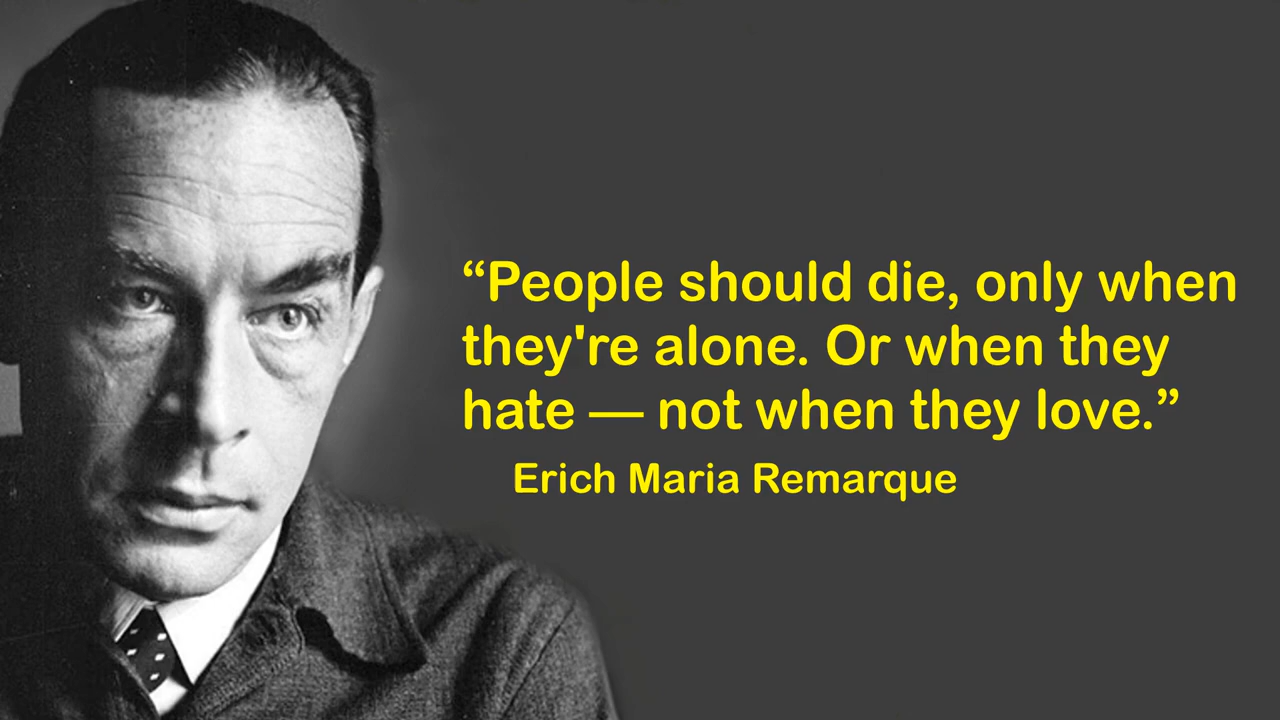 “People should die, only when
they're alone. Or when they
hate — not when they love.”
Erich Maria Remarque